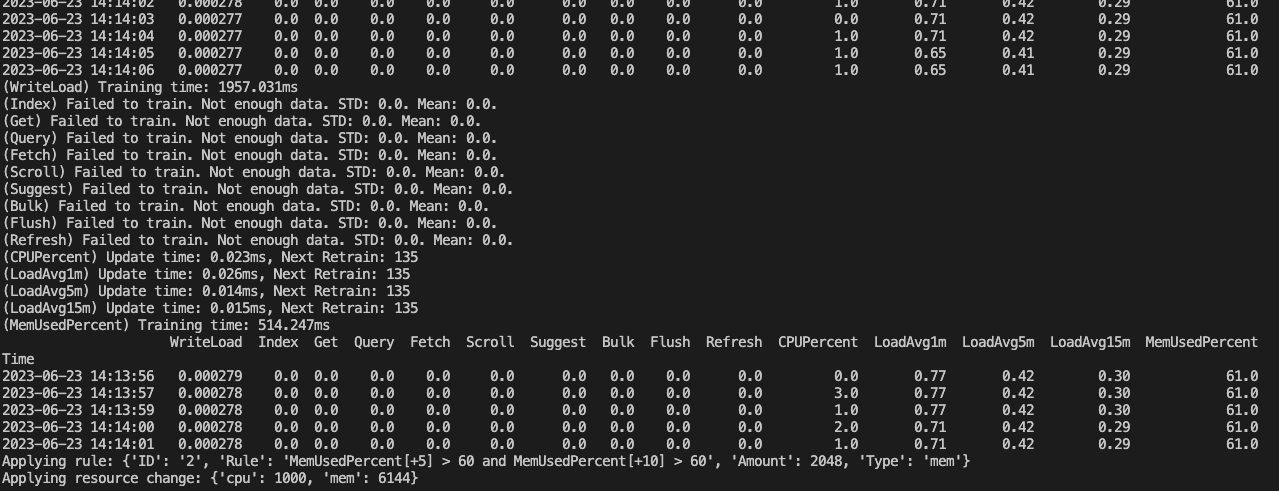 2023-06-23 14:14:02 0.000278 0.0 0.0 0.0 0.0 0.0 0.0 0.0 0.0 0.0 1.0 0.71 0.42 0.29 61.0
2023-06-23 14:14:03 0.000277 0.0 0.0 0.0 0.0 0.0 0.0 0.0 0.0 0.0 0.0 0.71 0.42 0.29 61.0
2023-06-23 14:14:04 0.000277 0.0 0.0 0.0 0.0 0.0 0.0 0.0 0.0 0.0 1.0 0.71 0.42 0.29 61.0
2023-06-23 14:14:05 0.000277 0.0 0.0 0.0 0.0 0.0 0.0 0.0 0.0 0.0 1.0 0.65 0.41 0.29 61.0
2023-06-23 14:14:06 0.000277 0.0 0.0 0.0 0.0 0.0 0.0 0.0 0.0 0.0 1.0 0.65 0.41 0.29 61.0
(WriteLoad) Training time: 1957.031ms
(Index) Failed to train. Not enough data. STD: 0.0. Mean: 0.0.
(Get) Failed to train. Not enough data. STD: 0.0. Mean: 0.0.
(Query) Failed to train. Not enough data. STD: 0.0. Mean: 0.0.
(Fetch) Failed to train. Not enough data. STD: 0.0. Mean: 0.0.
(Scroll) Failed to train. Not enough data. STD: 0.0. Mean: 0.0.
(Suggest) Failed to train. Not enough data. STD: 0.0. Mean: 0.0.
(Bulk) Failed to train. Not enough data. STD: 0.0. Mean: 0.0.
(Flush) Failed to train. Not enough data. STD: 0.0. Mean: 0.0.
(Refresh) Failed to train. Not enough data. STD: 0.0. Mean: 0.0.
(CPUPercent) Update time: 0.023ms, Next Retrain: 135
(LoadAvg1m) Update time: 0.026ms, Next Retrain: 135
(LoadAvg5m) Update time: 0.014ms, Next Retrain: 135
(LoadAvg15m) Update time: 0.015ms, Next Retrain: 135
(MemUsedPercent) Training time: 514.247ms
WriteLoad Index Get Query Fetch Scroll Suggest Bulk Flush Refresh CPUPercent LoadAvg1m LoadAvg5m LoadAvg15m MemUsedPercent
Time
2023-06-23 14:13:56 0.000279 0.0 0.0 0.0 0.0 0.0 0.0 0.0 0.0 0.0 0.0 0.77 0.42 0.30 61.0
2023-06-23 14:13:57 0.000278 0.0 0.0 0.0 0.0 0.0 0.0 0.0 0.0 0.0 3.0 0.77 0.42 0.30 61.0
2023-06-23 14:13:59 0.000278 0.0 0.0 0.0 0.0 0.0 0.0 0.0 0.0 0.0 1.0 0.77 0.42 0.30 61.0
2023-06-23 14:14:00 0.000278 0.0 0.0 0.0 0.0 0.0 0.0 0.0 0.0 0.0 2.0 0.71 0.42 0.29 61.0
2023-06-23 14:14:01 0.000278 0.0 0.0 0.0 0.0 0.0 0.0 0.0 0.0 0.0 1.0 0.71 0.42 0.29 61.0
Applying rule: {'ID': '2', 'Rule': 'MemUsedPercent[+5] > 60 and MemUsedPercent[+10] > 60', 'Amount': 2048, 'Type': 'mem'}
Applying resource change: {'cpu': 1000, 'mem': 6144}